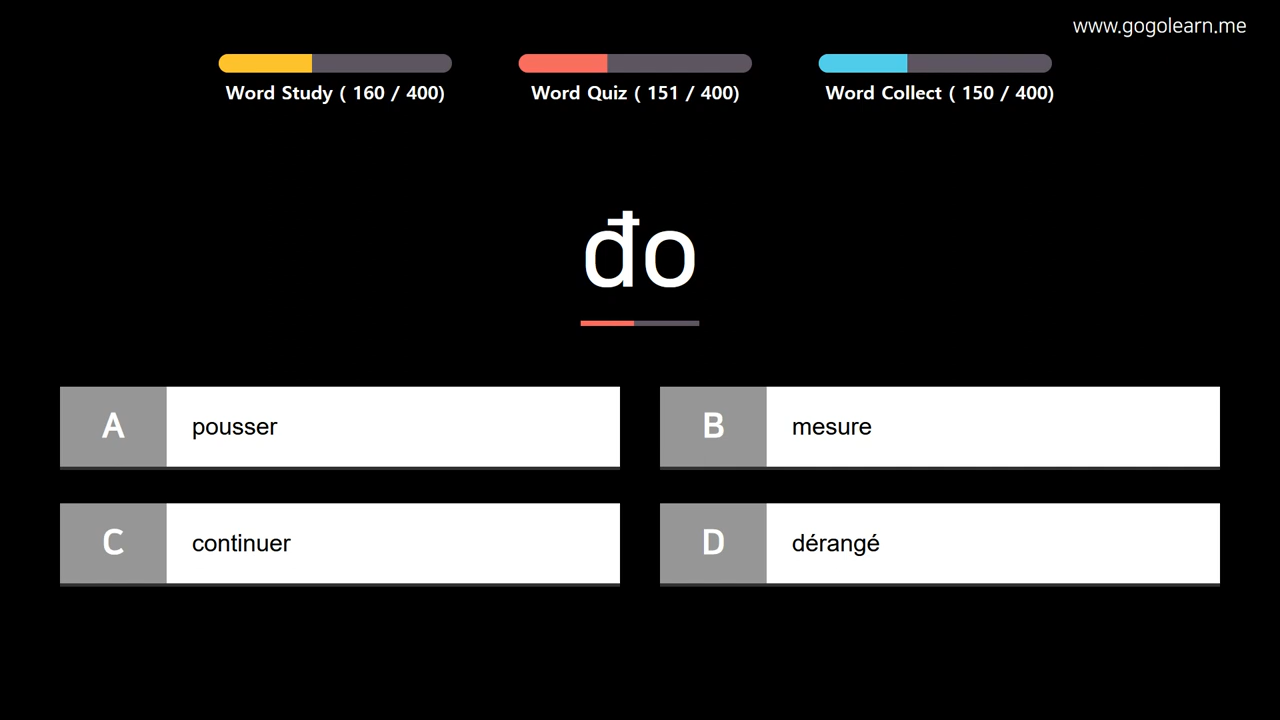 www.gogolearn.me
Word Study ( 160 / 400)
Word Quiz ( 151 / 400)
Word Collect ( 150 / 400)
đo
A pousser
B mesure
C continuer
D dérangé